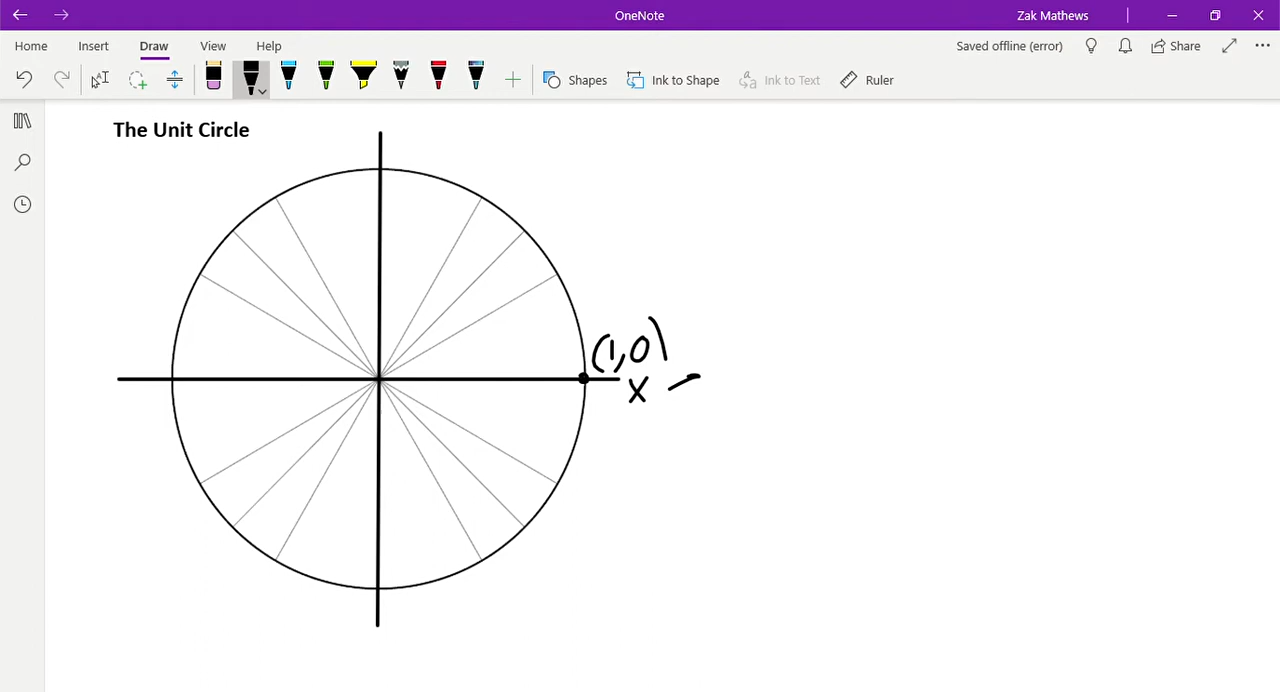 OneNote
Zak Mathews
Home Insert Draw View Help
Saved offline (error)
Share
Shapes
Ink to Shape
Ink to Text
Ruler
The Unit Circle
(1,0)
x -